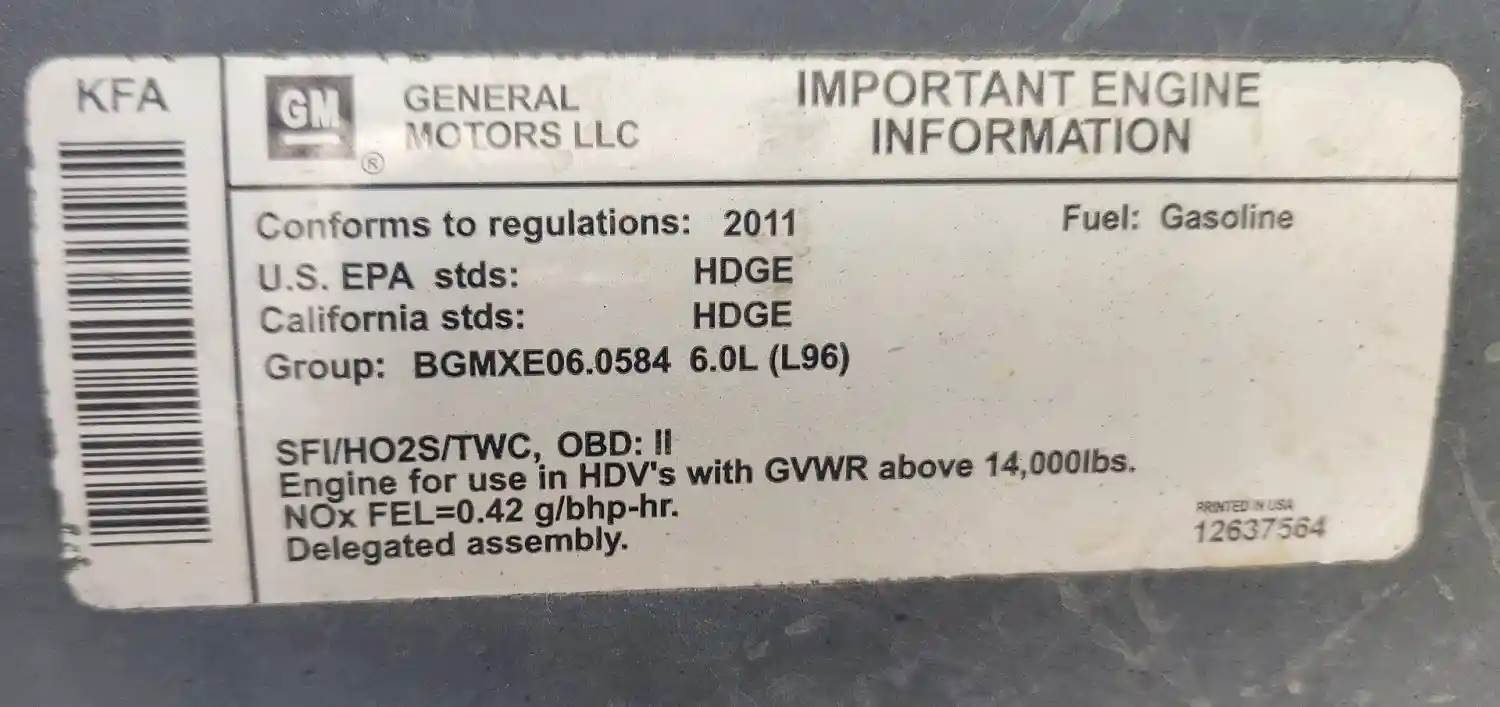 KFA
GM
®
GENERAL
MOTORS LLC
IMPORTANT ENGINE
INFORMATION
Conforms to regulations: 2011
Fuel: Gasoline
U.S. EPA stds: HDGE
California stds: HDGE
Group: BGMXE06.0584 6.0L (L96)
SFI/HO2S/TWC, OBD: II
Engine for use in HDV's with GVWR above 14,000lbs.
NOx FEL=0.42 g/bhp-hr.
Delegated assembly.
PRINTED IN USA
12637564